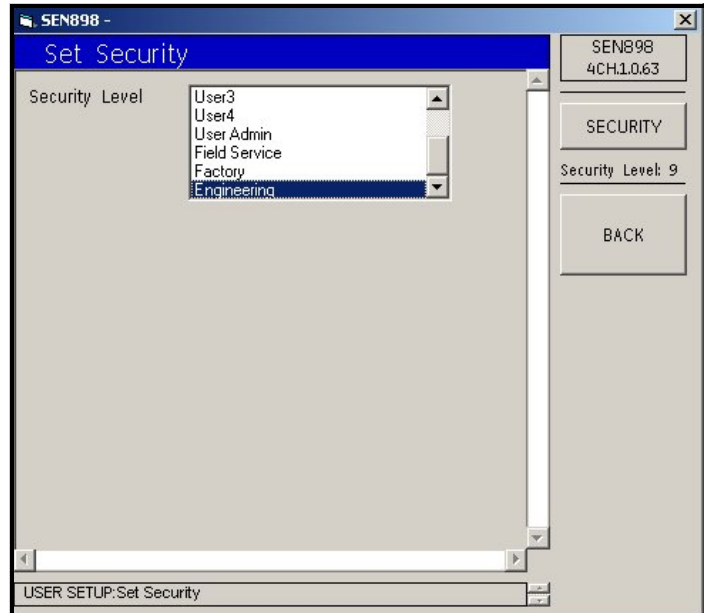 SEN898 -
Set Security
Security Level
User3
User4
User Admin
Field Service
Factory
Engineering
SEN898
4CH.1.0.63
SECURITY
Security Level: 9
BACK
USER SETUP:Set Security